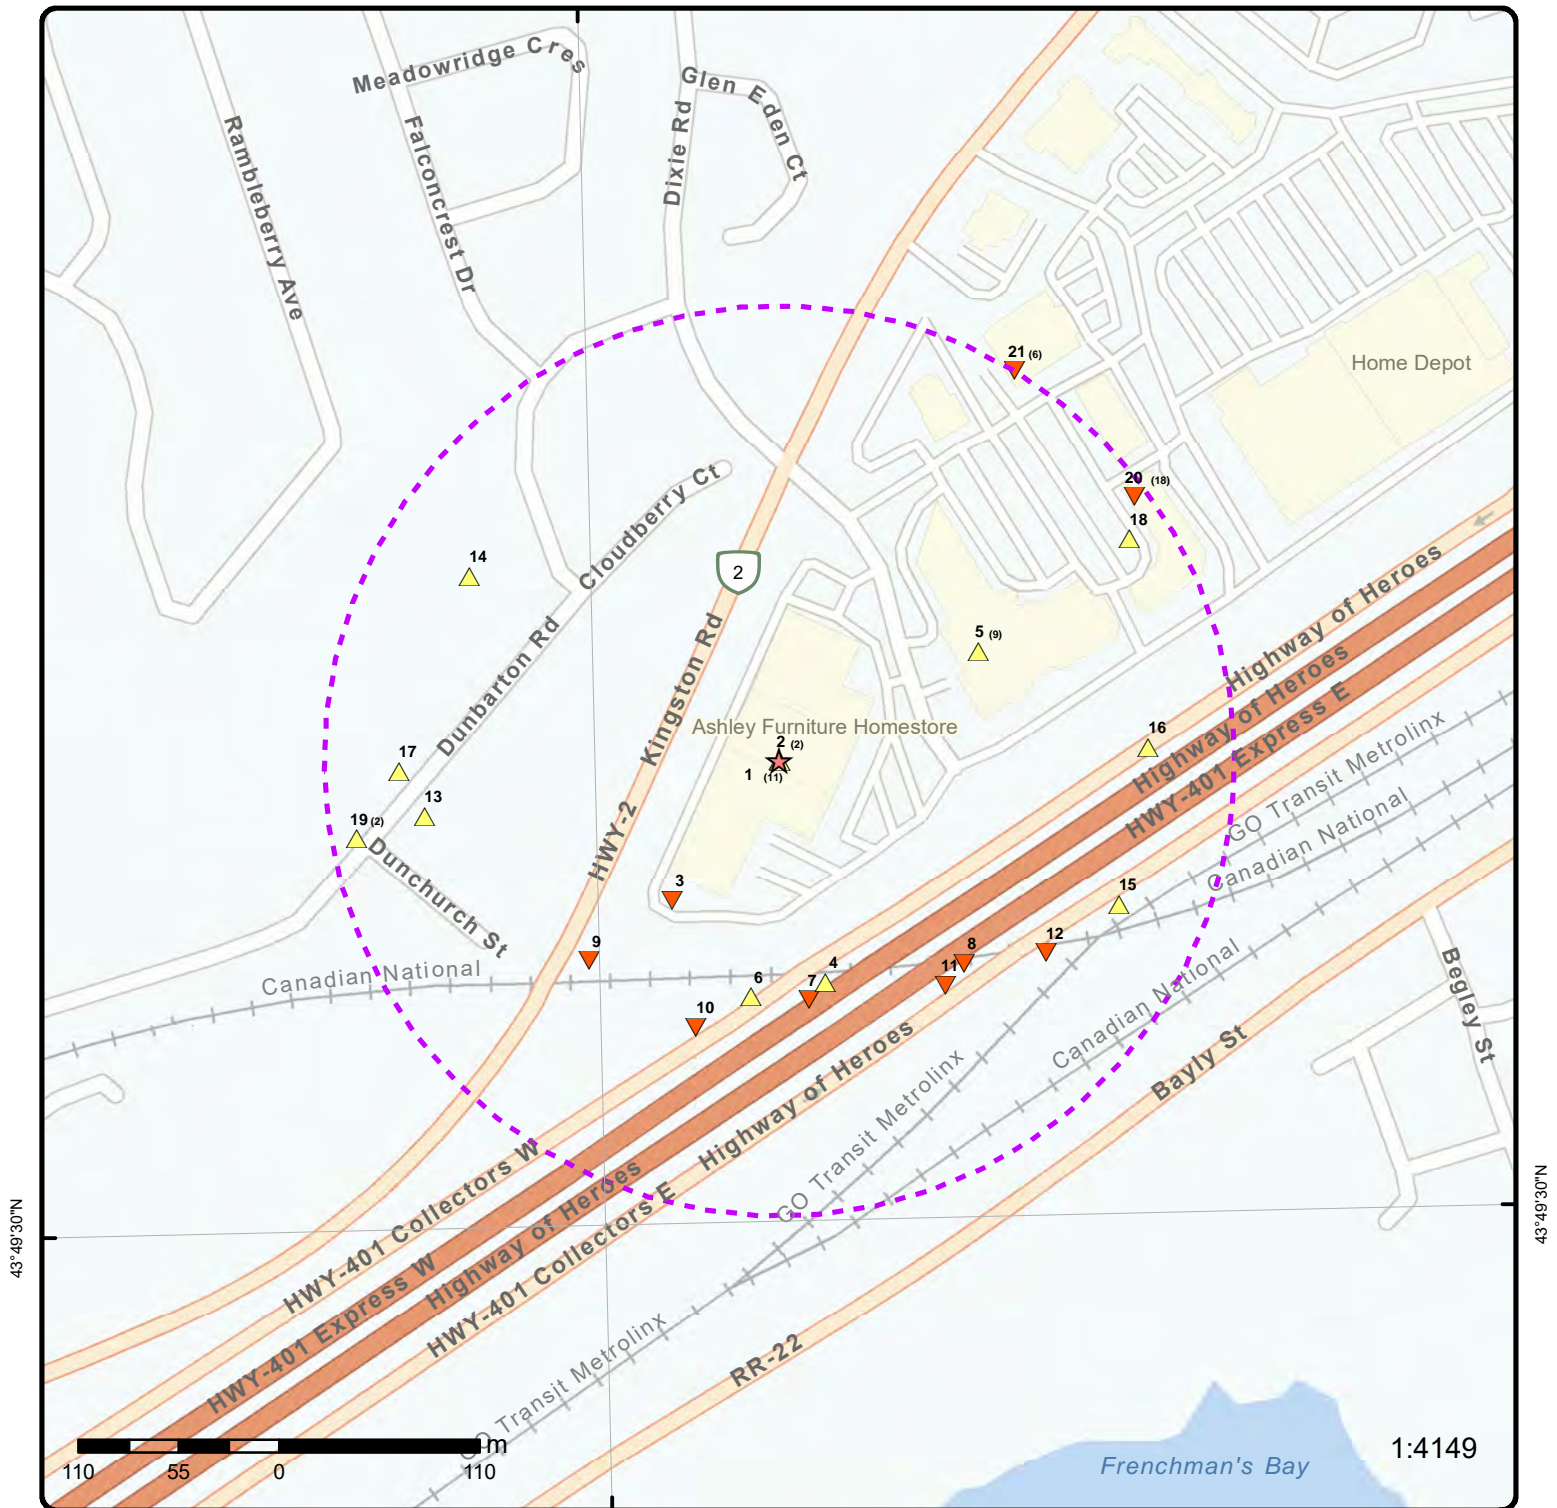 Meadowridge Cres
Glen Eden Ct
Rambleberry Ave
Falconcrest Dr
Dixie Rd
21 (6)
Home Depot
20 (18)
18
Cloudberry Ct
14
2
5 (9)
Dunbarton Rd
Kingston Rd
Highway of Heroes
Highway of Heroes
HWY-401 Express E
Ashley Furniture Homestore
2 (2)
1 (11)
16
17
13
19 (2)
Dunchurch St
HWY-2
GO Transit Metrolinx
Canadian National
3
15
9
Canadian National
6
4
7
8
11
12
10
Canadian National
Begley St
Highway of Heroes
GO Transit Metrolinx
Bayly St
HWY-401 Collectors W
Highway of Heroes
HWY-401 Collectors E
HWY-401 Express W
43°49'30"N
43°49'30"N
GO Transit Metrolinx
RR-22
m
110 55 0 110
1:4149
Frenchman's Bay